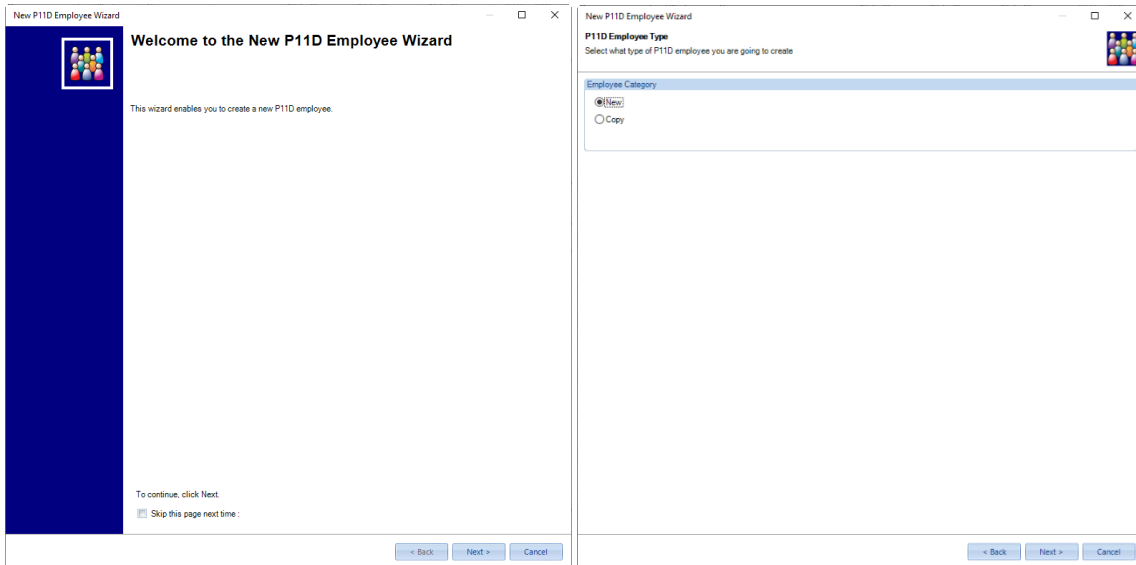 New P11D Employee Wizard
Welcome to the New P11D Employee Wizard
This wizard enables you to create a new P11D employee.
To continue, click Next.
Skip this page next time :
< Back
Next >
Cancel
New P11D Employee Wizard
P11D Employee Type
Select what type of P11D employee you are going to create
Employee Category
New
Copy
< Back
Next >
Cancel